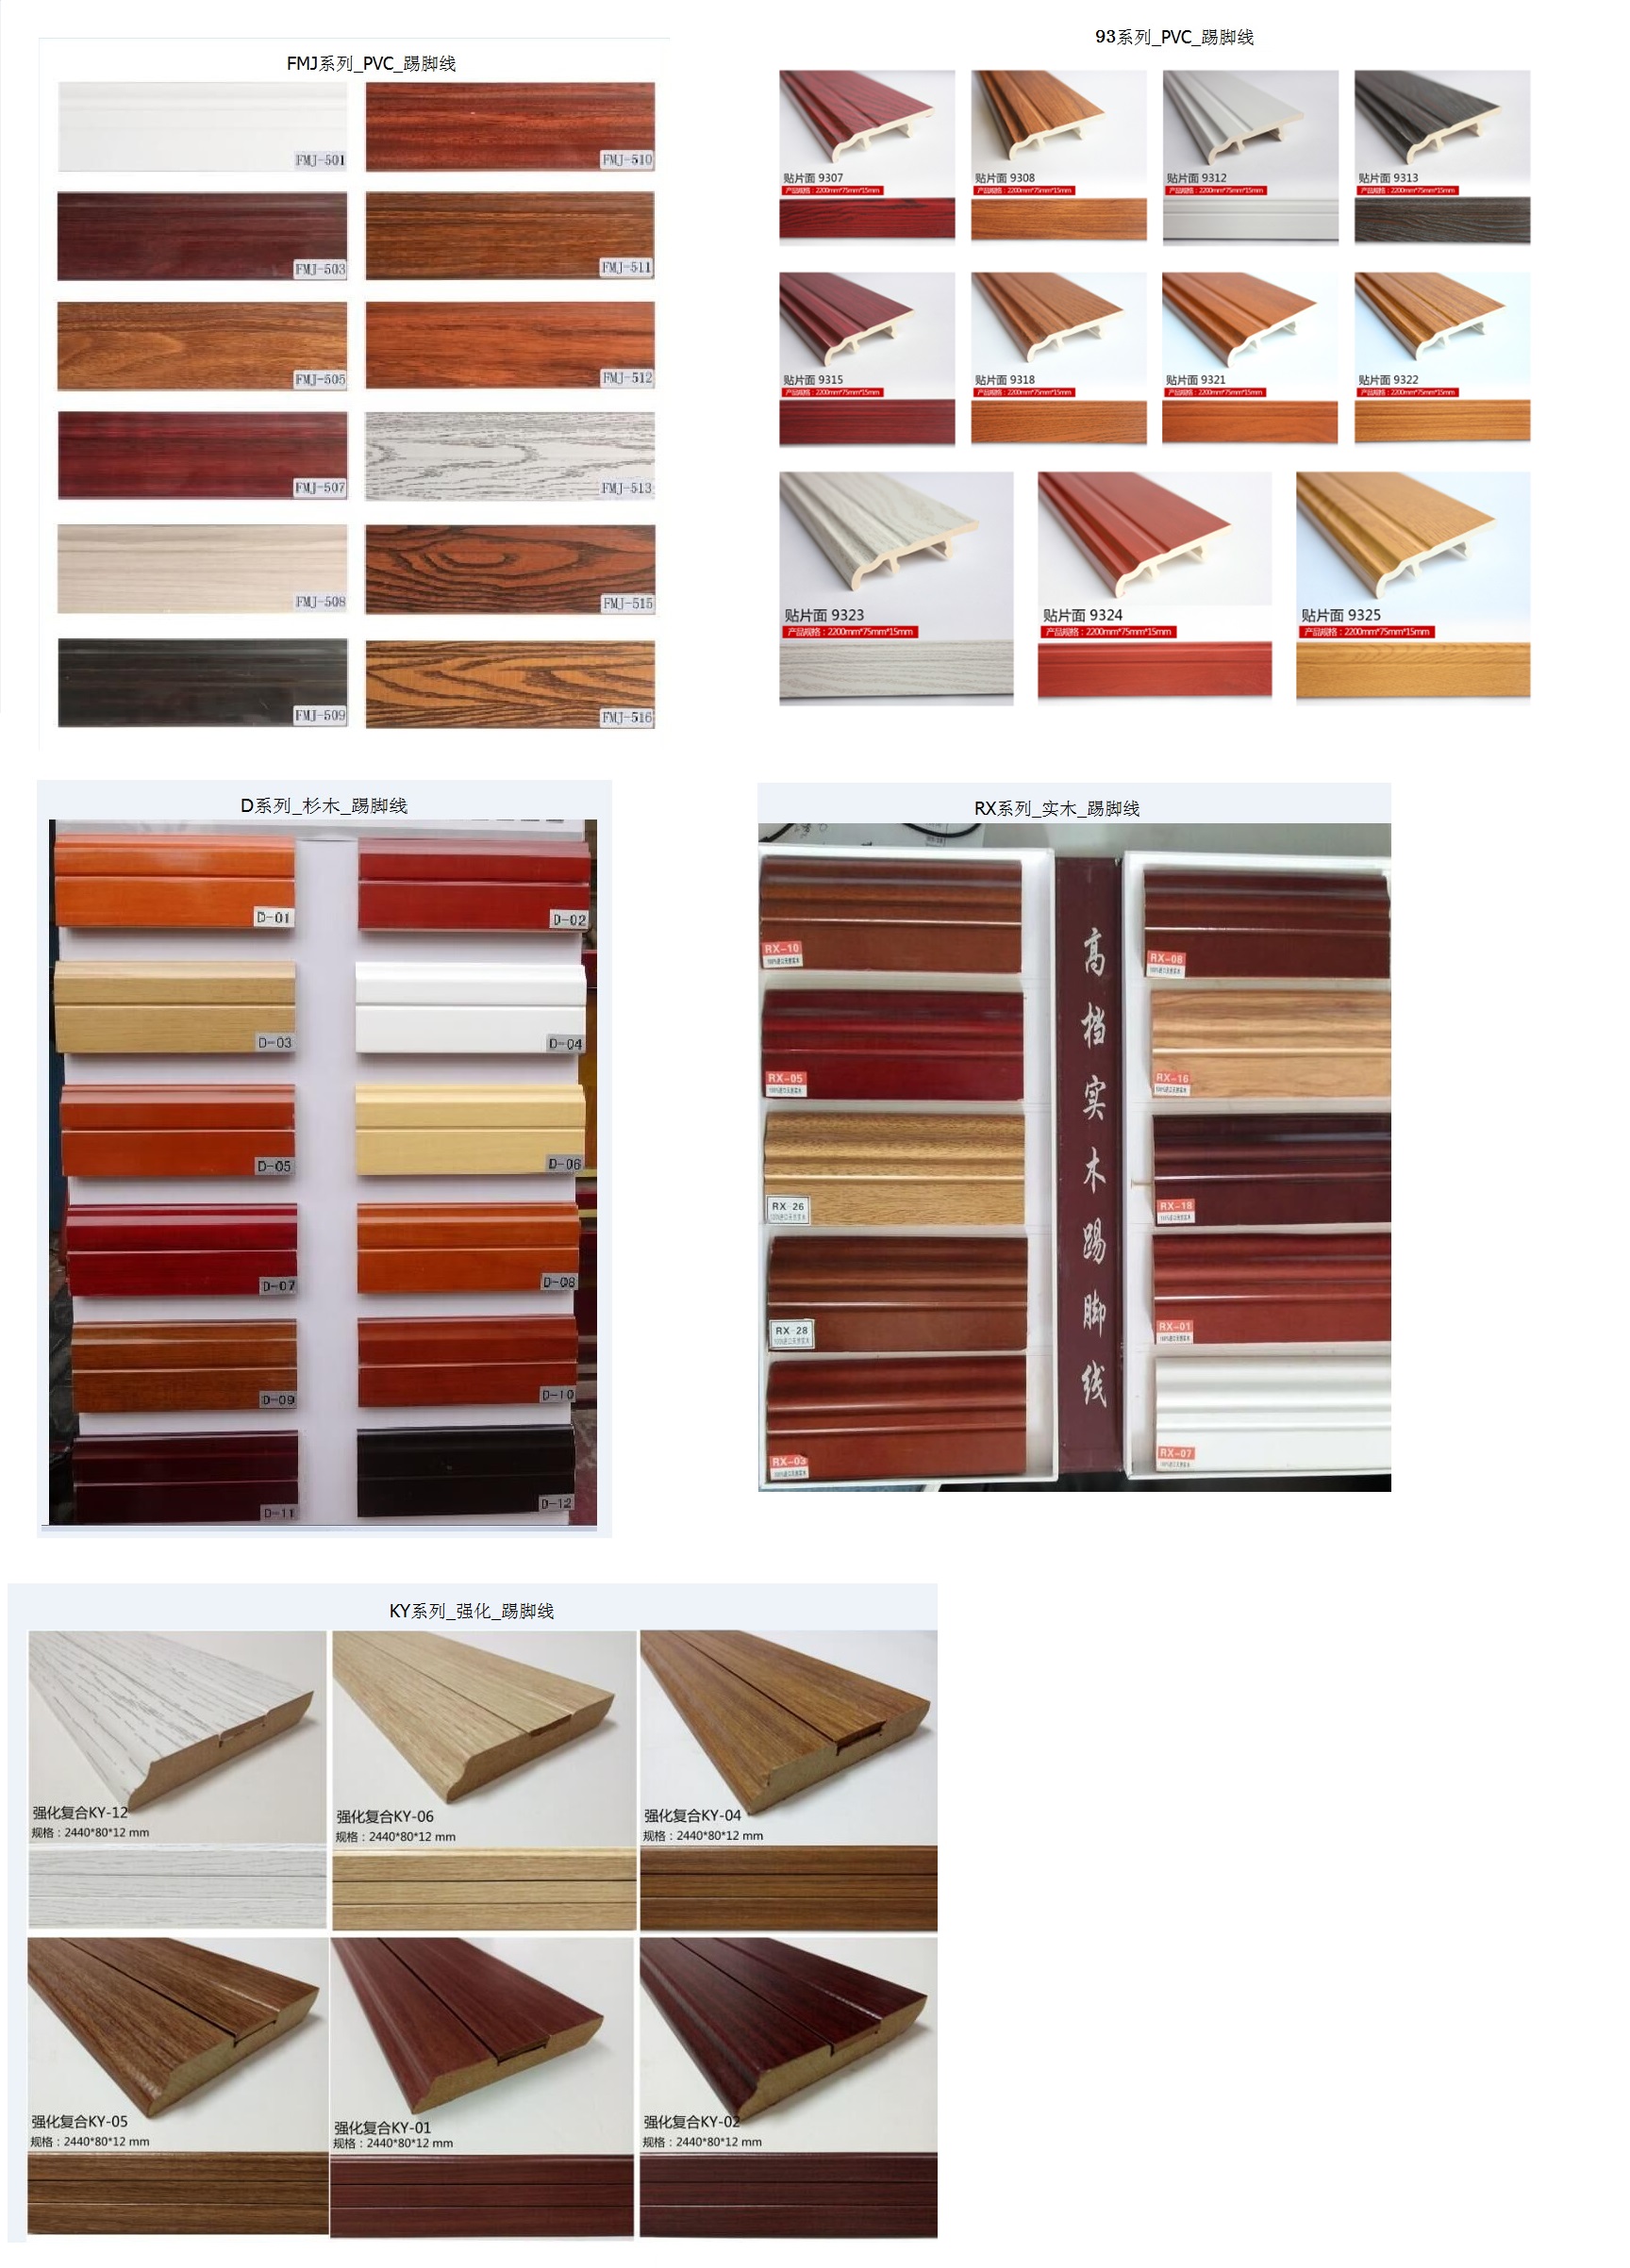 FMJ系列_PVC_踢脚线
FMJ-501
FMJ-510
FMJ-503
FMJ-511
FMJ-505
FMJ-512
FMJ-507
FMJ-513
FMJ-508
FMJ-515
FMJ-509
FMJ-516
93系列_PVC_踢脚线
贴片面 9307
产品规格：2200mm*75mm*15mm
贴片面 9308
产品规格：2200mm*75mm*15mm
贴片面 9312
产品规格：2200mm*75mm*15mm
贴片面 9313
产品规格：2200mm*75mm*15mm
贴片面 9315
产品规格：2200mm*75mm*15mm
贴片面 9318
产品规格：2200mm*75mm*15mm
贴片面 9321
产品规格：2200mm*75mm*15mm
贴片面 9322
产品规格：2200mm*75mm*15mm
贴片面 9323
产品规格：2200mm*75mm*15mm
贴片面 9324
产品规格：2200mm*75mm*15mm
贴片面 9325
产品规格：2200mm*75mm*15mm
D系列_杉木_踢脚线
D-01
D-02
D-03
D-04
D-05
D-06
D-07
D-08
D-09
D-10
D-11
D-12
RX系列_实木_踢脚线
RX-10
RX-05
RX-26
RX-28
RX-03
高档实木踢脚线
RX-08
RX-16
RX-18
RX-01
RX-07
KY系列_强化_踢脚线
强化复合KY-12
规格：2440*80*12 mm
强化复合KY-06
规格：2440*80*12 mm
强化复合KY-04
规格：2440*80*12 mm
强化复合KY-05
规格：2440*80*12 mm
强化复合KY-01
规格：2440*80*12 mm
强化复合KY-02
规格：2440*80*12 mm